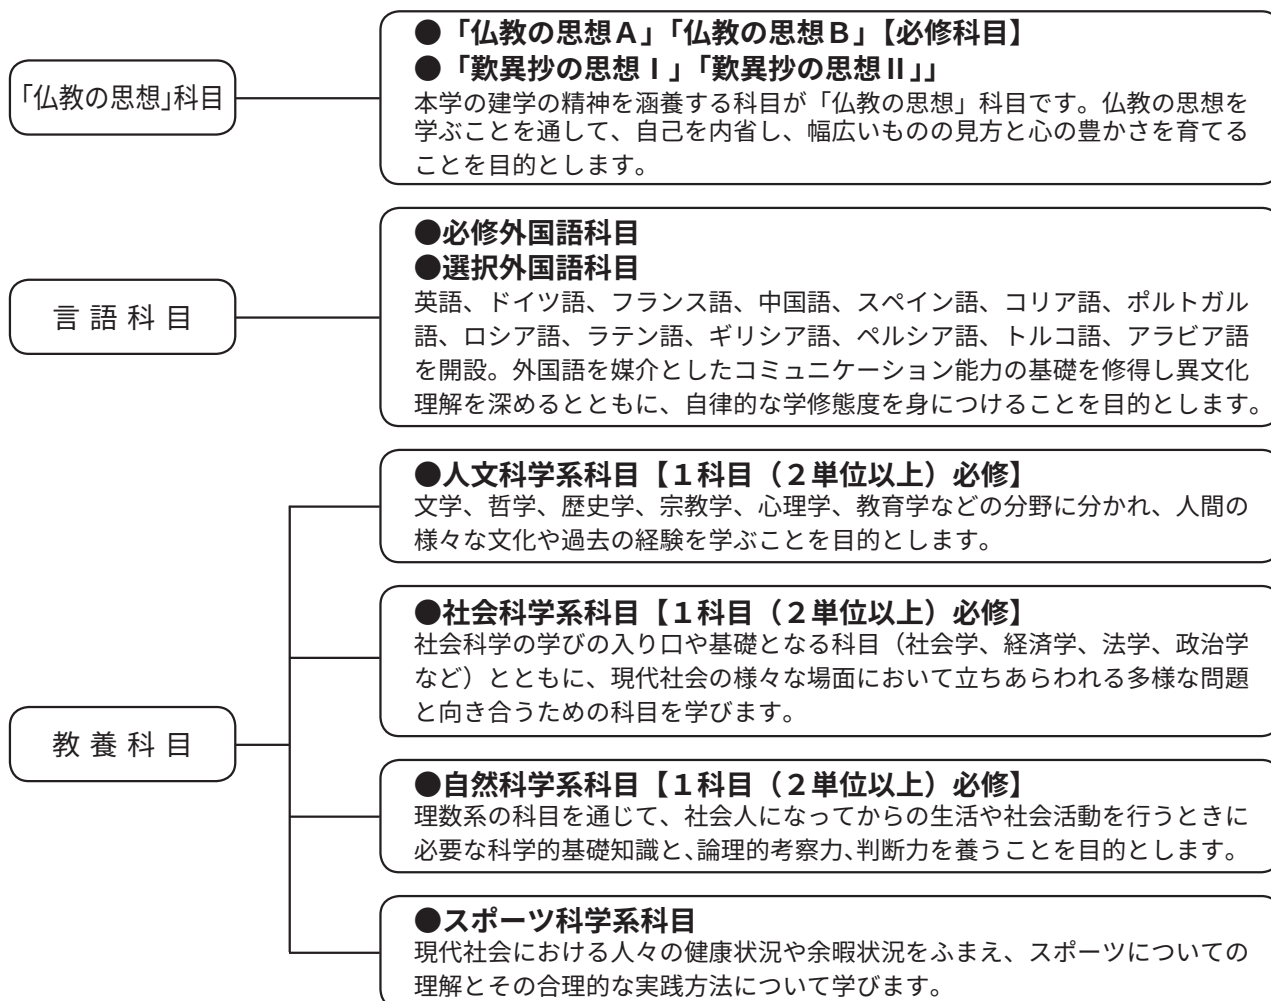 「仏教の思想」科目
●「仏教の思想A」「仏教の思想B」【必修科目】
●「歎異抄の思想Ⅰ」「歎異抄の思想Ⅱ」」
本学の建学の精神を涵養する科目が「仏教の思想」科目です。仏教の思想を
学ぶことを通して、自己を内省し、幅広いものの見方と心の豊かさを育てる
ことを目的とします。
言語科目
●必修外国語科目
●選択外国語科目
英語、ドイツ語、フランス語、中国語、スペイン語、コリア語、ポルトガル
語、ロシア語、ラテン語、ギリシア語、ペルシア語、トルコ語、アラビア語
を開設。外国語を媒介としたコミュニケーション能力の基礎を修得し異文化
理解を深めるとともに、自律的な学修態度を身につけることを目的とします。
教養科目
●人文科学系科目【1科目（2単位以上）必修】
文学、哲学、歴史学、宗教学、心理学、教育学などの分野に分かれ、人間の
様々な文化や過去の経験を学ぶことを目的とします。
●社会科学系科目【1科目（2単位以上）必修】
社会科学の学びの入り口や基礎となる科目（社会学、経済学、法学、政治学
など）とともに、現代社会の様々な場面において立ちあらわれる多様な問題
と向き合うための科目を学びます。
●自然科学系科目【1科目（2単位以上）必修】
理数系の科目を通じて、社会人になってからの生活や社会活動を行うときに
必要な科学的基礎知識と、論理的考察力、判断力を養うことを目的とします。
●スポーツ科学系科目
現代社会における人々の健康状況や余暇状況をふまえ、スポーツについての
理解とその合理的な実践方法について学びます。